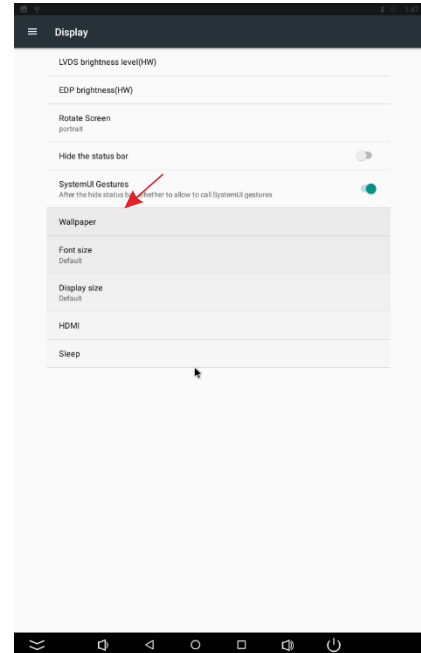 1:47
Display
LVDS brightness level(HW)
EDP brightness(HW)
Rotate Screen
portrait
Hide the status bar
SystemUI Gestures
After the hide status bar, whether to allow to call SystemUI gestures
Wallpaper
Font size
Default
Display size
Default
HDMI
Sleep